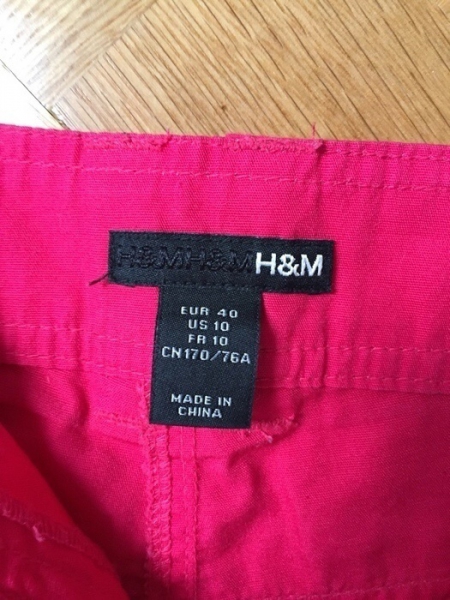 H&MH&MH&M
EUR 40
US 10
FR 10
CN170/76A
MADE IN
CHINA